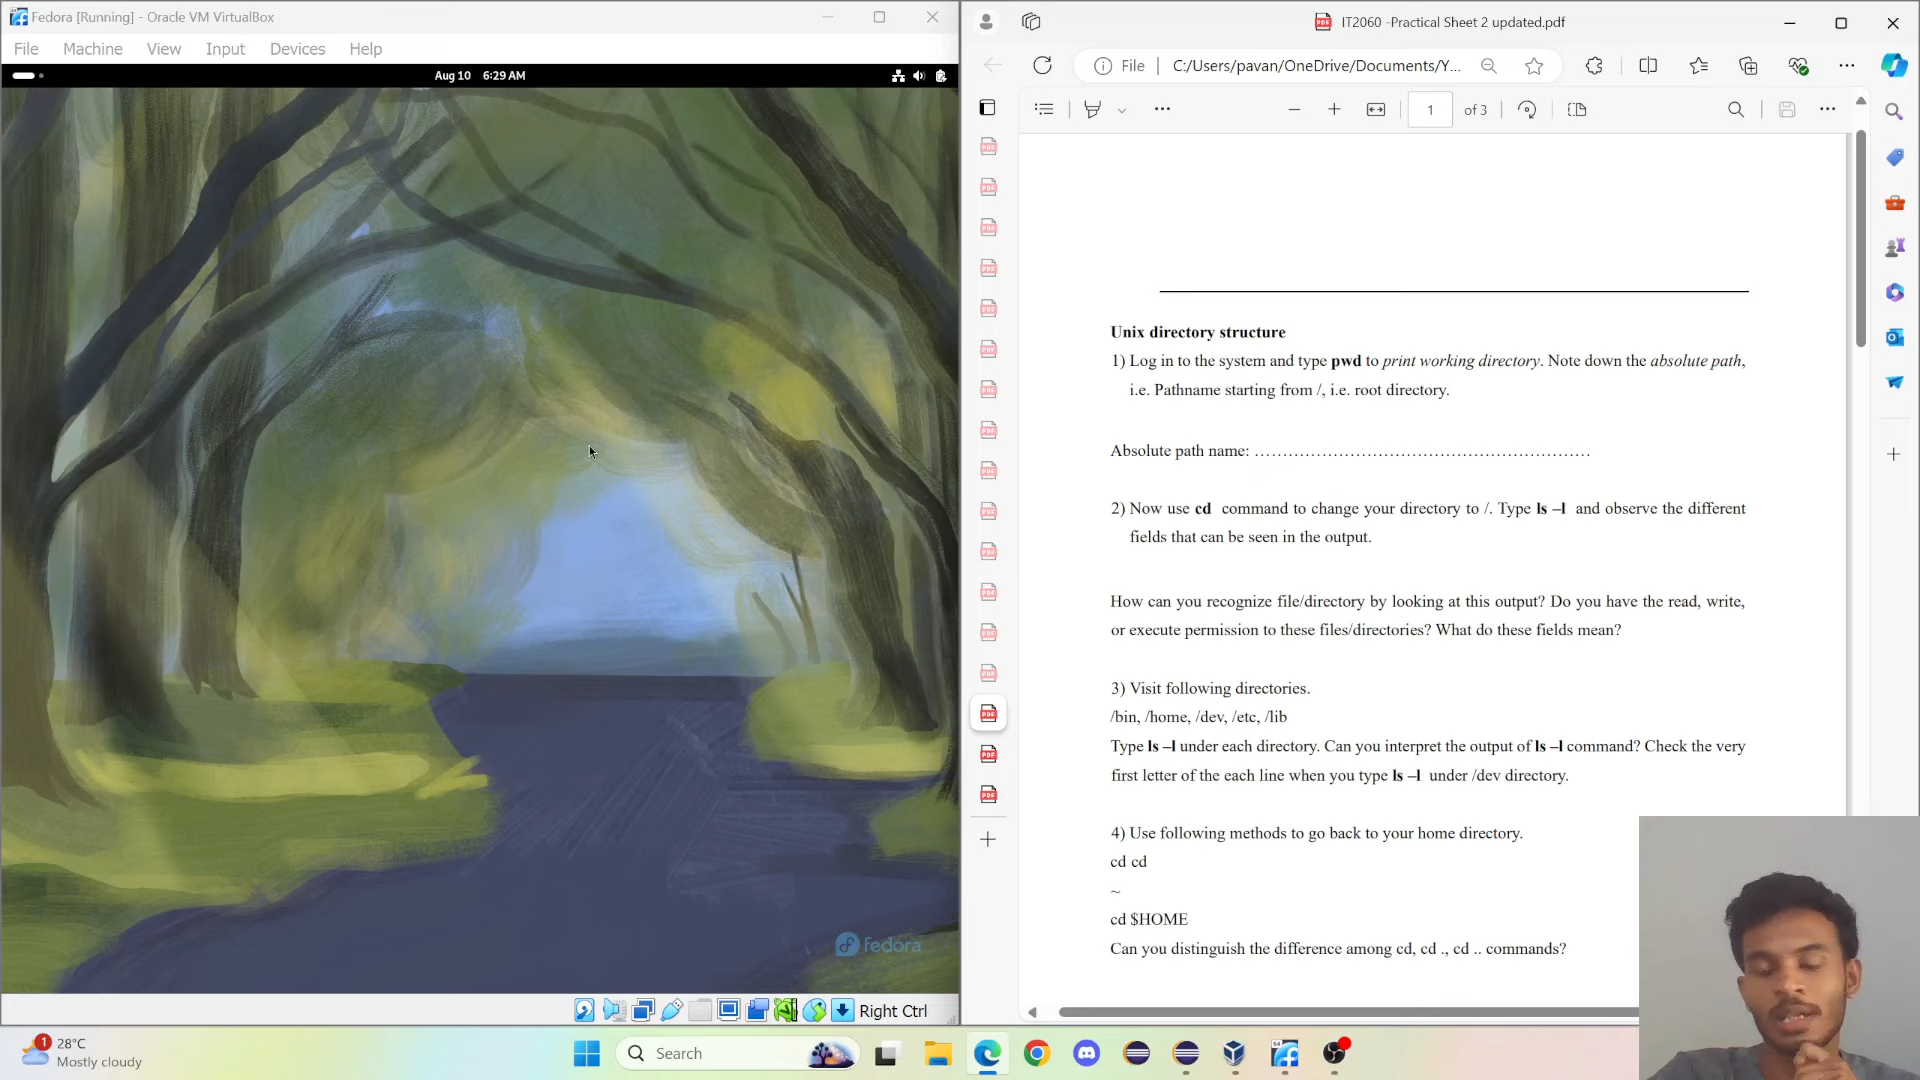 Fedora [Running] - Oracle VM VirtualBox
File Machine View Input Devices Help
Aug 10 6:29 AM
fedora
Right Ctrl
IT2060 -Practical Sheet 2 updated.pdf
File C:/Users/pavan/OneDrive/Documents/Y...
1 of 3
Unix directory structure
1) Log in to the system and type pwd to print working directory. Note down the absolute path,
i.e. Pathname starting from /, i.e. root directory.
Absolute path name: ………………………………………………………
2) Now use cd command to change your directory to /. Type ls –l and observe the different
fields that can be seen in the output.
How can you recognize file/directory by looking at this output? Do you have the read, write,
or execute permission to these files/directories? What do these fields mean?
3) Visit following directories.
/bin, /home, /dev, /etc, /lib
Type ls –l under each directory. Can you interpret the output of ls –l command? Check the very
first letter of the each line when you type ls –l under /dev directory.
4) Use following methods to go back to your home directory.
cd cd
~
cd $HOME
Can you distinguish the difference among cd, cd ., cd .. commands?
1
28°C
Mostly cloudy
Search